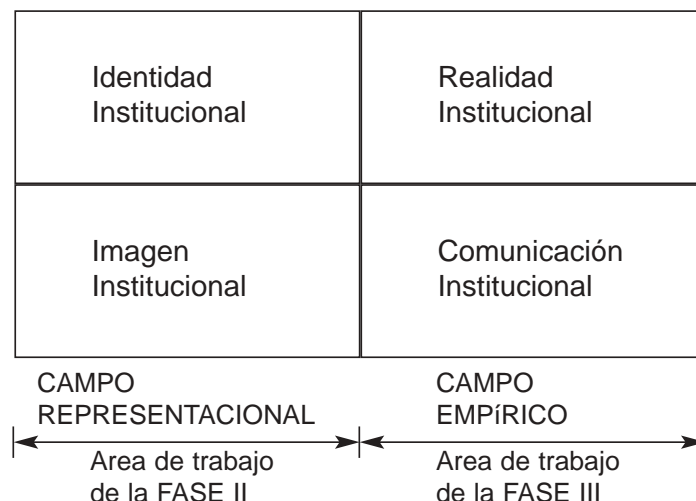 Identidad
Institucional
Realidad
Institucional
Imagen
Institucional
Comunicación
Institucional
CAMPO
REPRESENTACIONAL
CAMPO
EMPíRICO
Area de trabajo
de la FASE II
Area de trabajo
de la FASE III